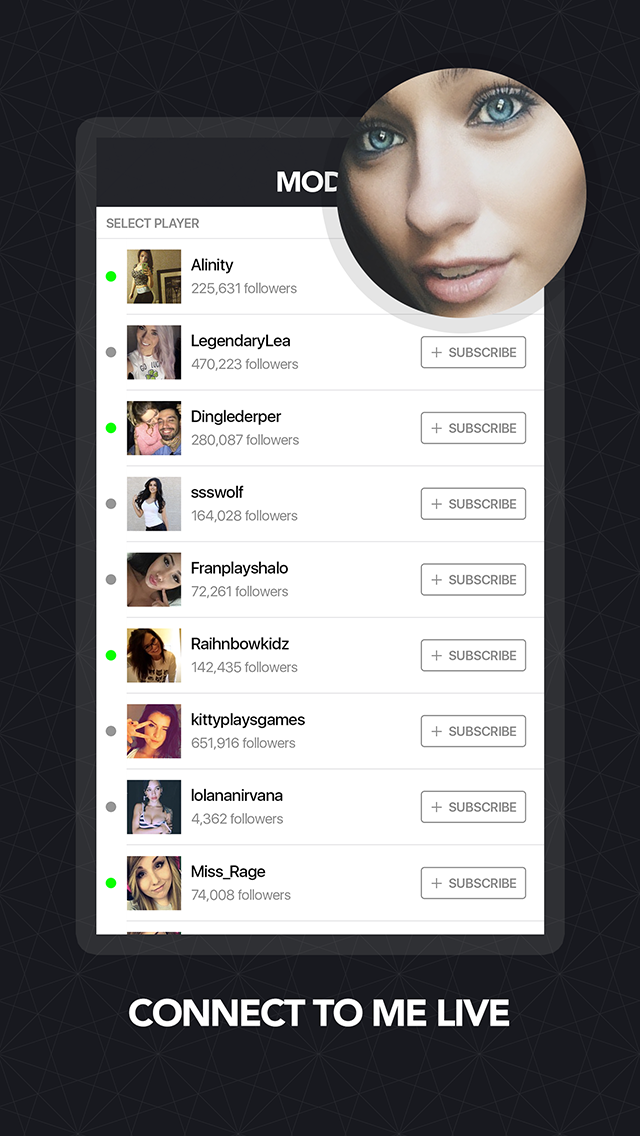 MOD
SELECT PLAYER
Alinity
225,631 followers
LegendaryLea
470,223 followers
+ SUBSCRIBE
Dinglederper
280,087 followers
+ SUBSCRIBE
ssswolf
164,028 followers
+ SUBSCRIBE
Franplayshalo
72,261 followers
+ SUBSCRIBE
Raihnbowkidz
142,435 followers
+ SUBSCRIBE
kittyplaysgames
651,916 followers
+ SUBSCRIBE
lolananirvana
4,362 followers
+ SUBSCRIBE
Miss_Rage
74,008 followers
+ SUBSCRIBE
CONNECT TO ME LIVE